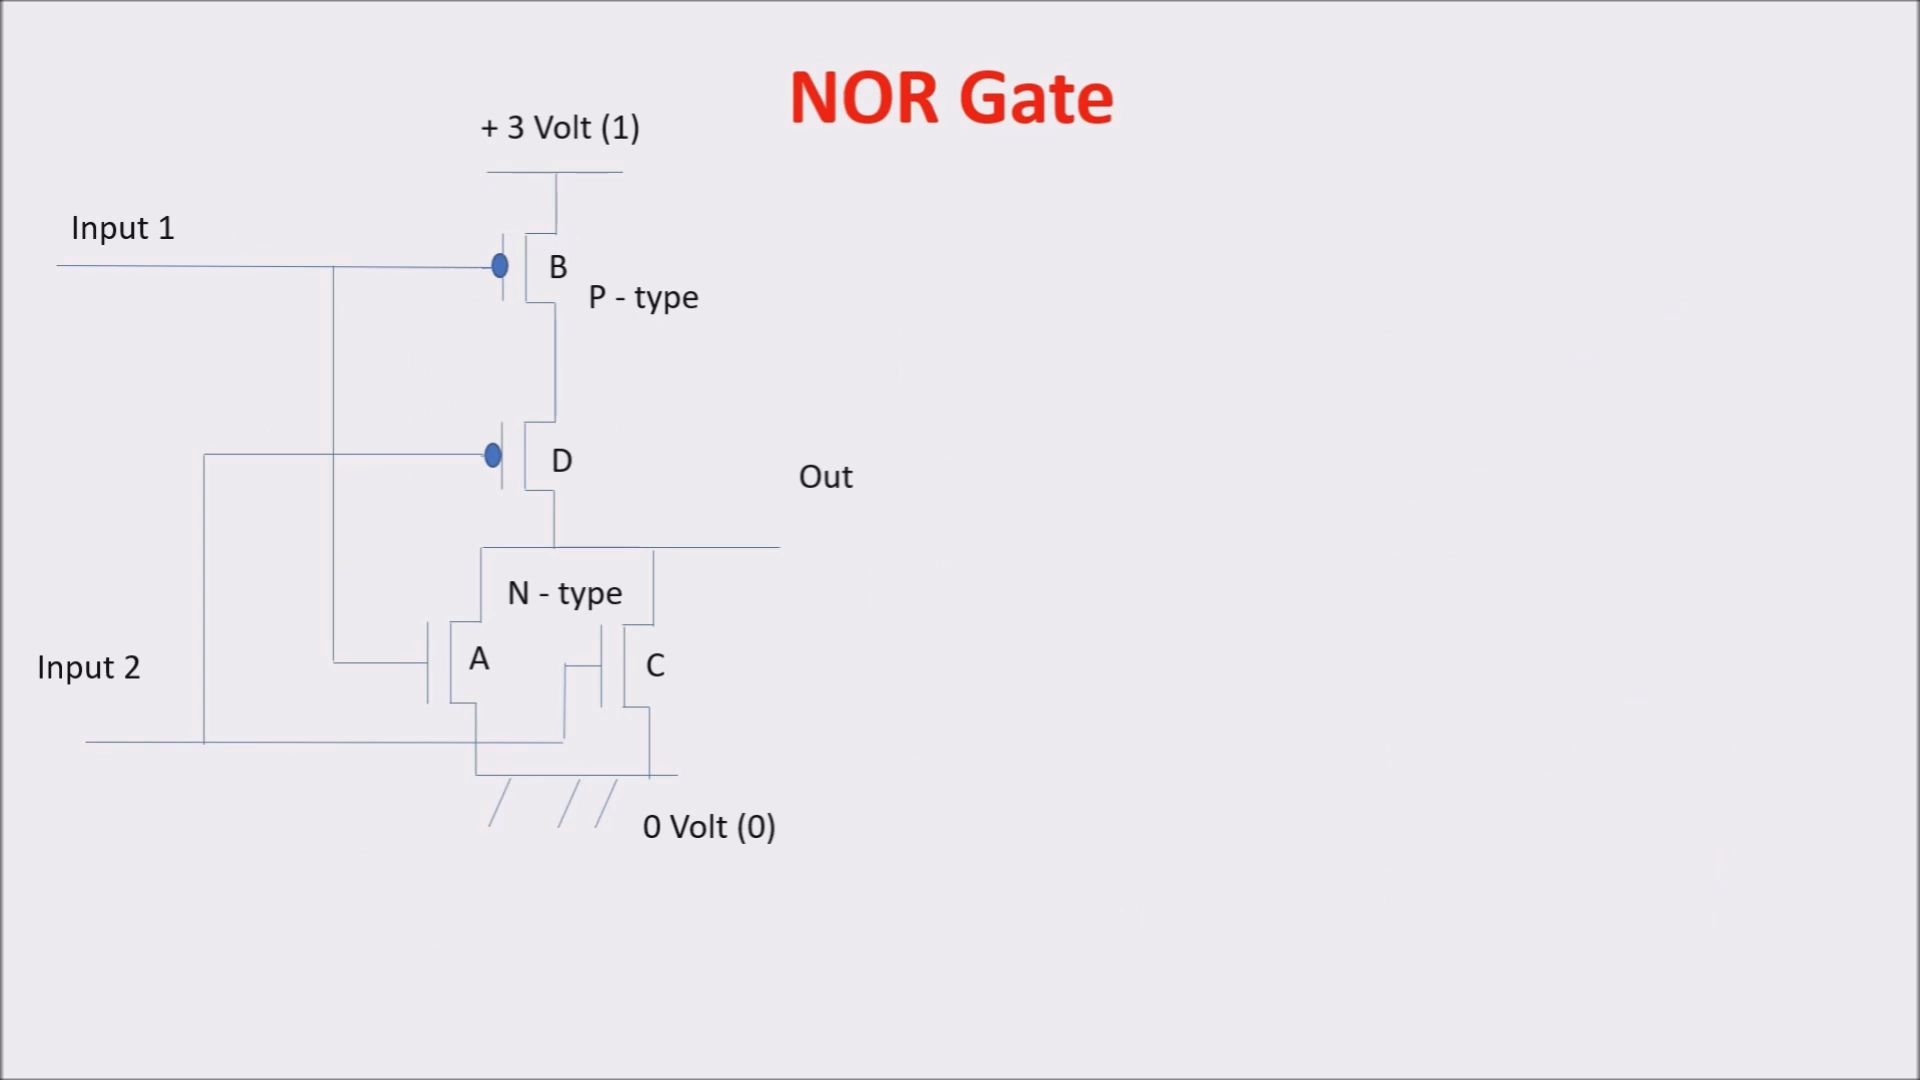 NOR Gate
+ 3 Volt (1)
Input 1
B
P - type
D
Out
N - type
A
C
Input 2
0 Volt (0)